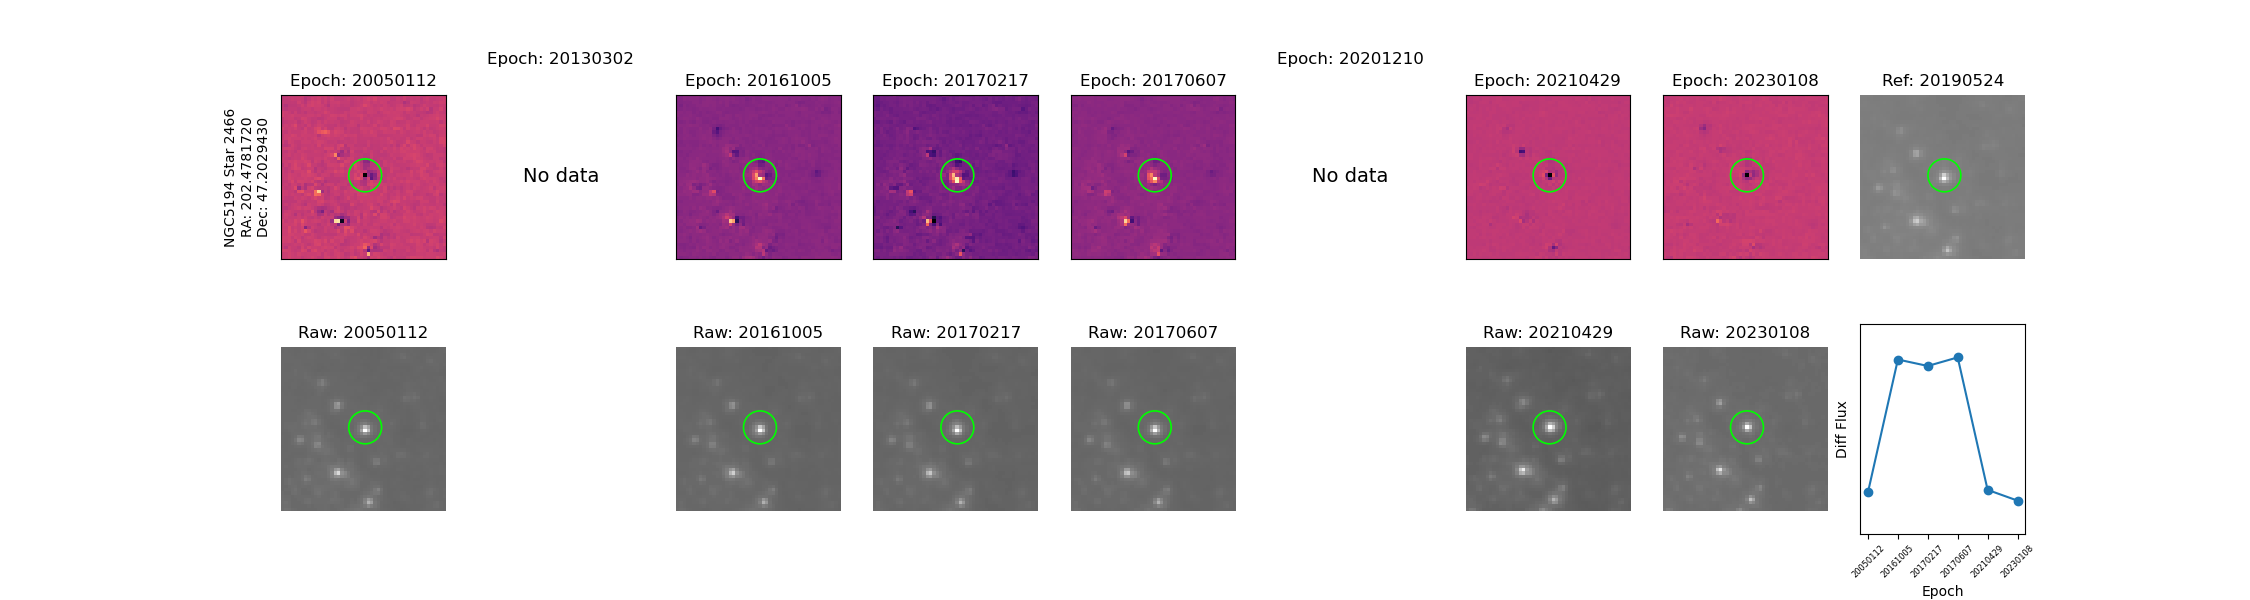 Epoch: 20130302
Epoch: 20201210
Epoch: 20050112
Epoch: 20161005
Epoch: 20170217
Epoch: 20170607
Epoch: 20210429
Epoch: 20230108
Ref: 20190524
NGC5194 Star 2466
RA: 202.4781720
Dec: 47.2029430
No data
No data
Raw: 20050112
Raw: 20161005
Raw: 20170217
Raw: 20170607
Raw: 20210429
Raw: 20230108
Diff Flux
20050112
20161005
20170217
20170607
20210429
20230108
Epoch